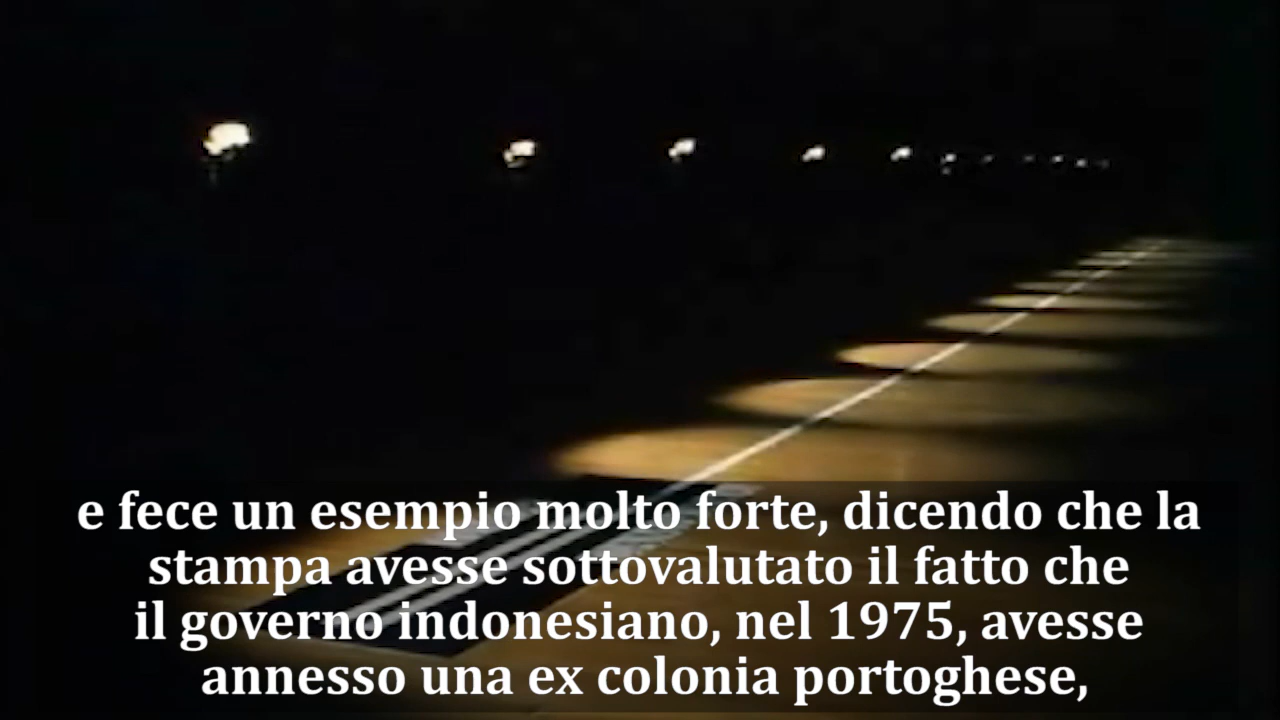 e fece un esempio molto forte, dicendo che la
stampa avesse sottovalutato il fatto che
il governo indonesiano, nel 1975, avesse
annesso una ex colonia portoghese,